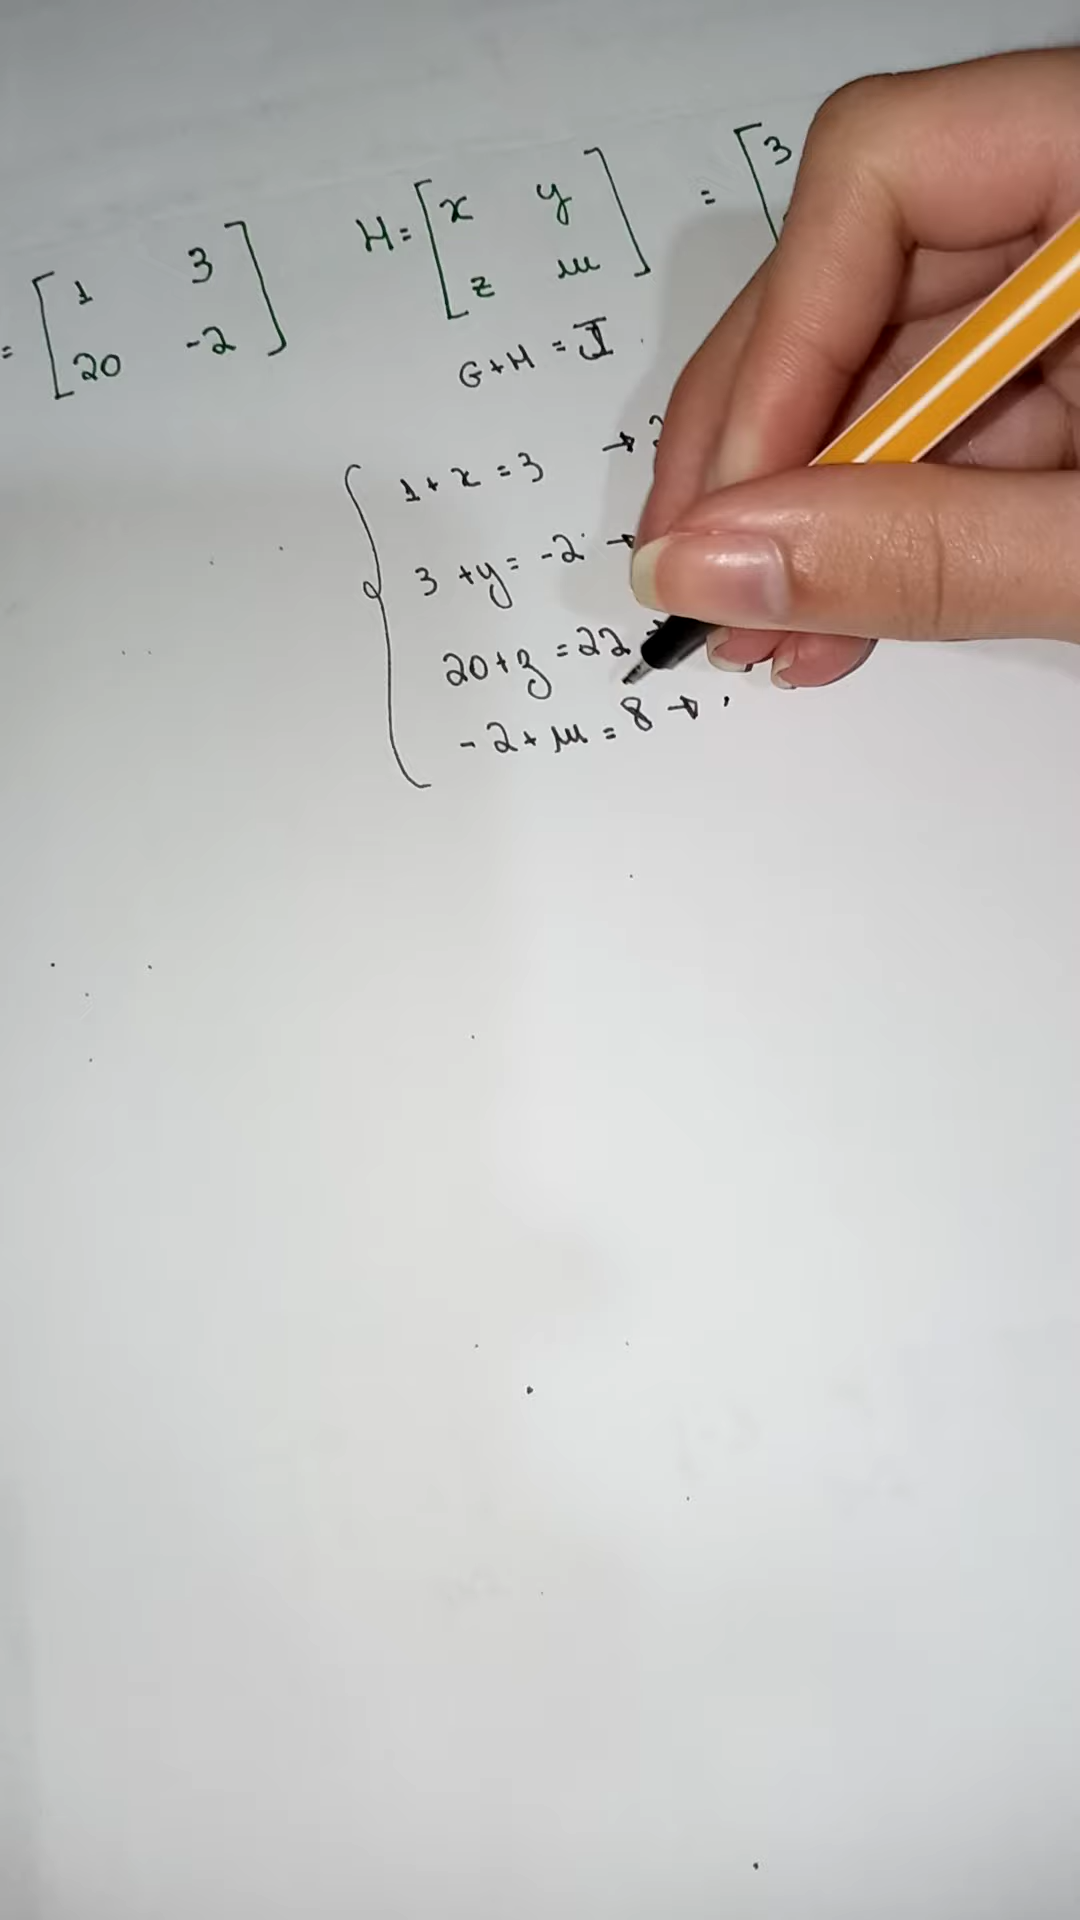 = [1 3
20 -2] H= [x y
z u] = [3
G+H = I
1 + x = 3 →
3 + y = -2 →
20 + z = 22 →
- 2 + u = 8 →